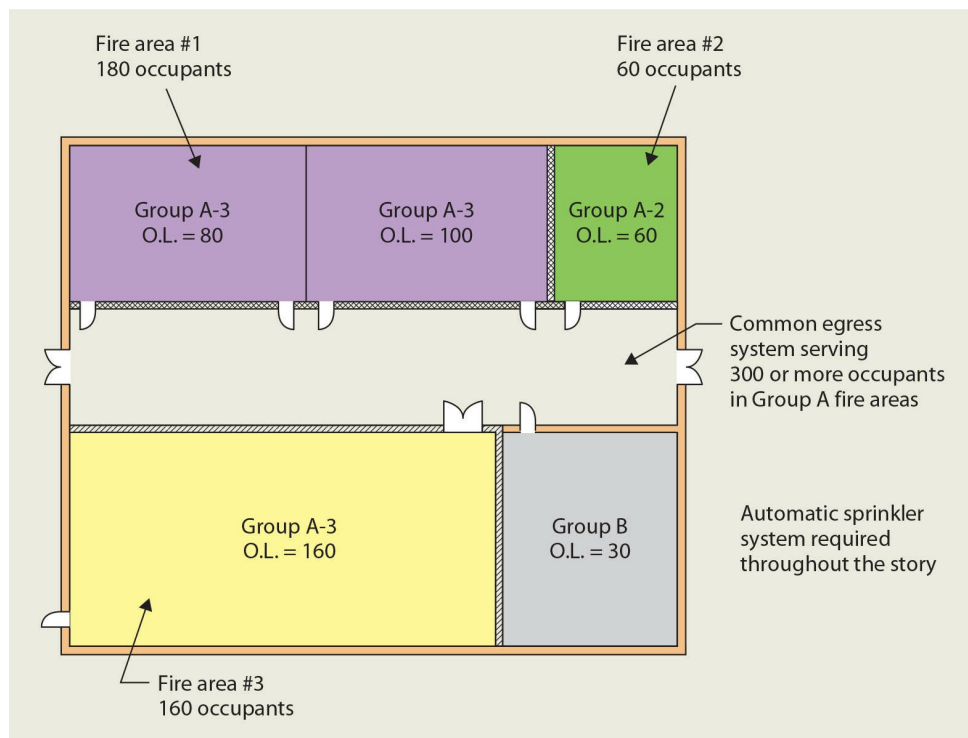 Fire area #1
180 occupants
Fire area #2
60 occupants
Group A-3
O.L. = 80
Group A-3
O.L. = 100
Group A-2
O.L. = 60
Common egress
system serving
300 or more occupants
in Group A fire areas
Group A-3
O.L. = 160
Group B
O.L. = 30
Automatic sprinkler
system required
throughout the story
Fire area #3
160 occupants